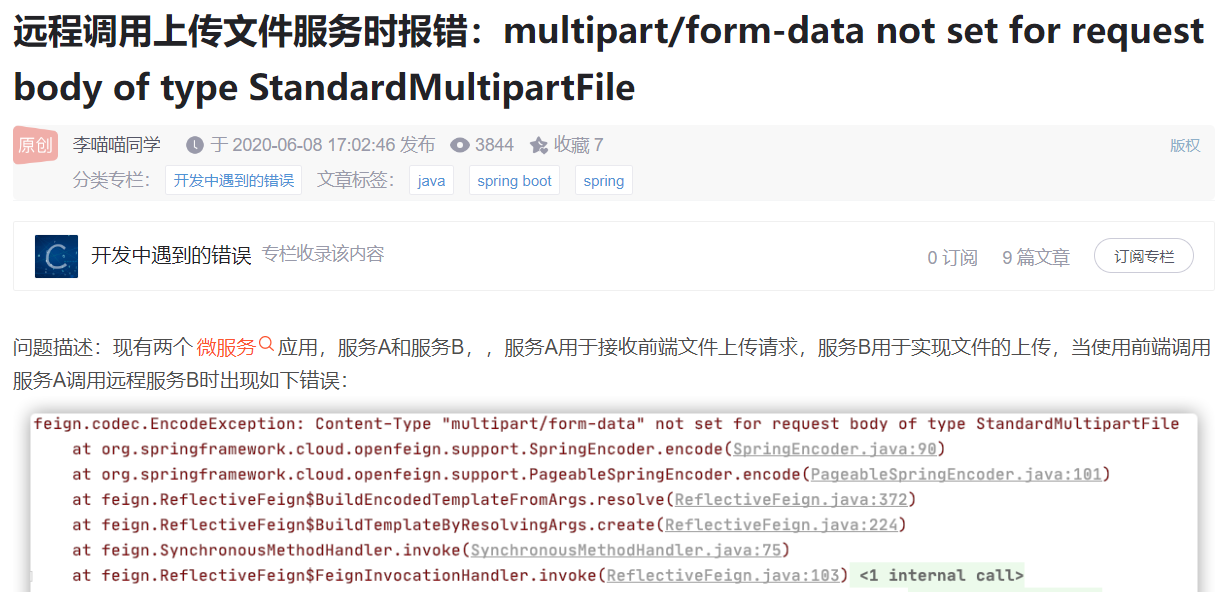 远程调用上传文件服务时报错：multipart/form-data not set for request
body of type StandardMultipartFile
原创 李喵喵同学 于 2020-06-08 17:02:46 发布 3844 收藏 7 版权
分类专栏： 开发中遇到的错误 文章标签： java spring boot spring
开发中遇到的错误 专栏收录该内容 0 订阅 9 篇文章 订阅专栏
问题描述：现有两个 微服务 应用，服务A和服务B，，服务A用于接收前端文件上传请求，服务B用于实现文件的上传，当使用前端调用
服务A调用远程服务B时出现如下错误：
feign.codec.EncodeException: Content-Type "multipart/form-data" not set for request body of type StandardMultipartFile
at org.springframework.cloud.openfeign.support.SpringEncoder.encode(SpringEncoder.java:90)
at org.springframework.cloud.openfeign.support.PageableSpringEncoder.encode(PageableSpringEncoder.java:101)
at feign.ReflectiveFeign$BuildEncodedTemplateFromArgs.resolve(ReflectiveFeign.java:372)
at feign.ReflectiveFeign$BuildTemplateByResolvingArgs.create(ReflectiveFeign.java:224)
at feign.SynchronousMethodHandler.invoke(SynchronousMethodHandler.java:75)
at feign.ReflectiveFeign$FeignInvocationHandler.invoke(ReflectiveFeign.java:103) <1 internal call>